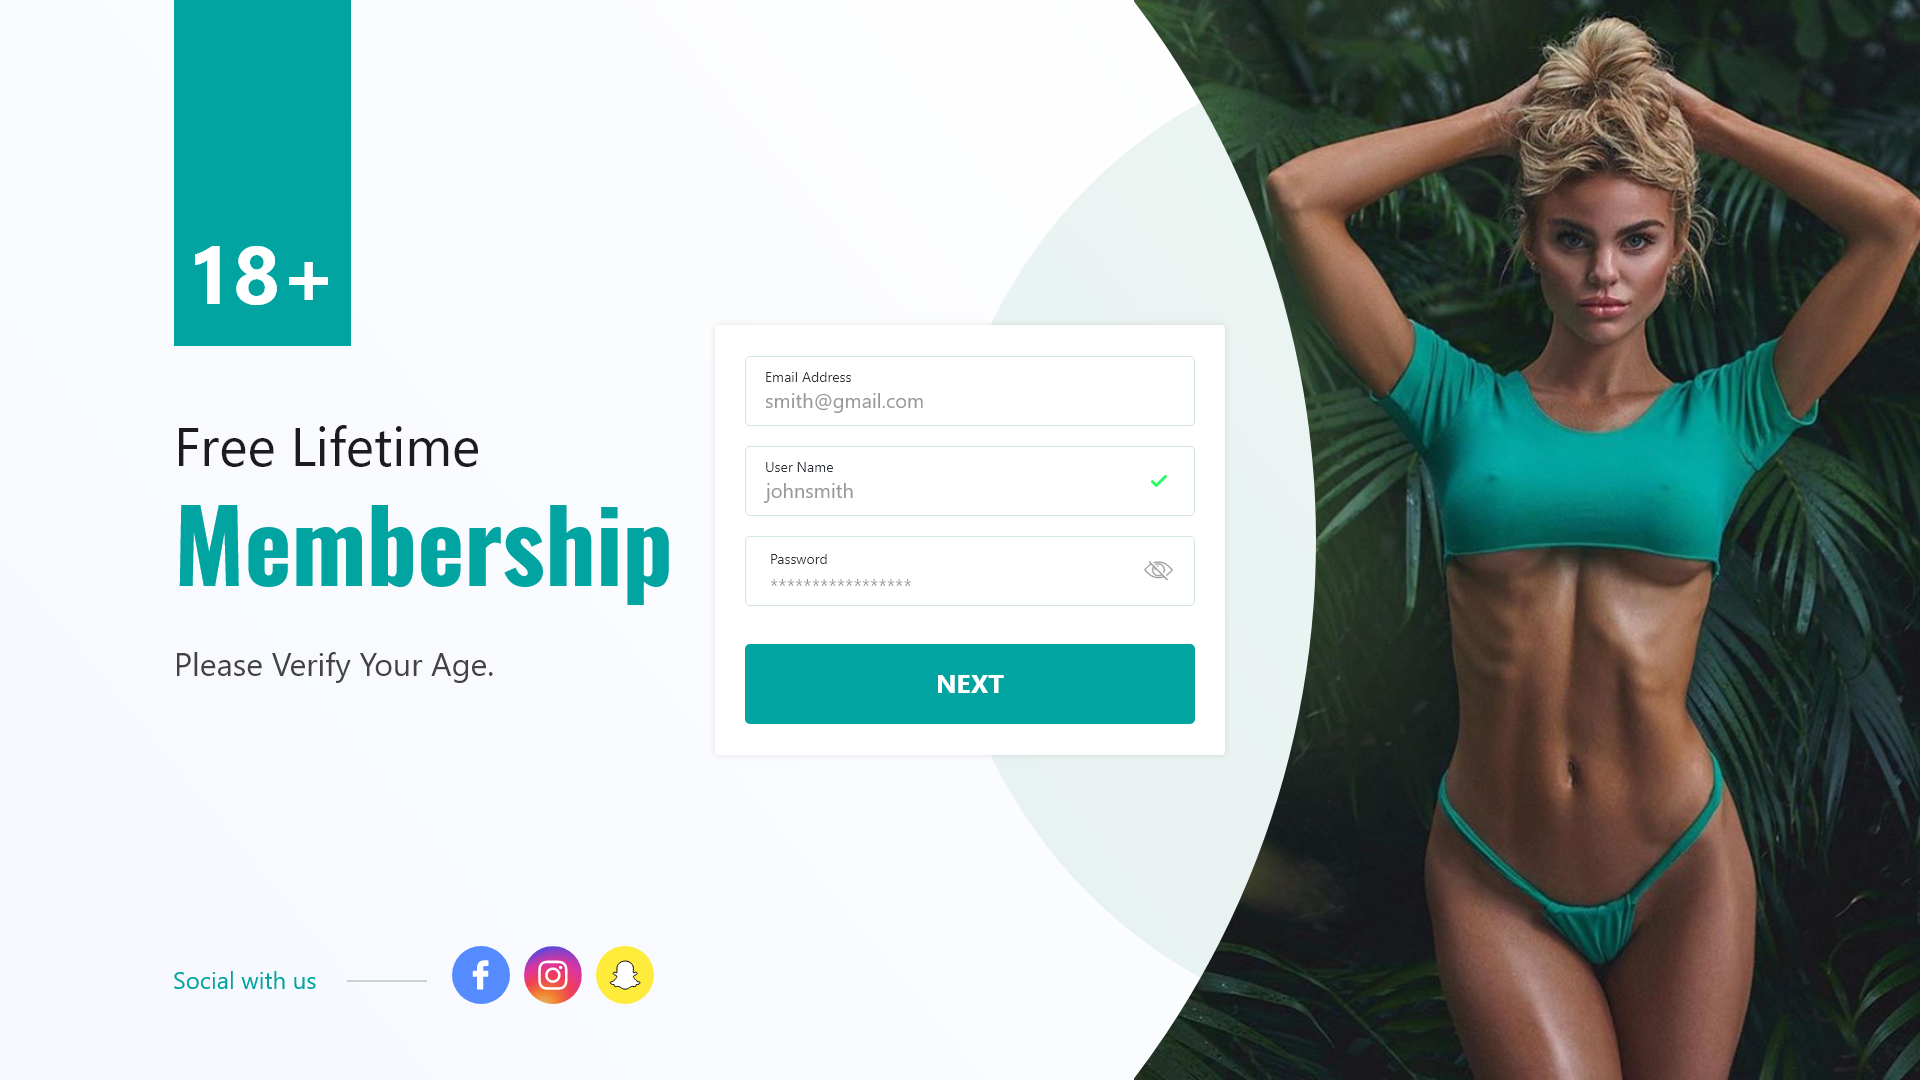 18+
Free Lifetime
Membership
Please Verify Your Age.
Email Address
smith@gmail.com
User Name
johnsmith
Password
*****************
NEXT
Social with us